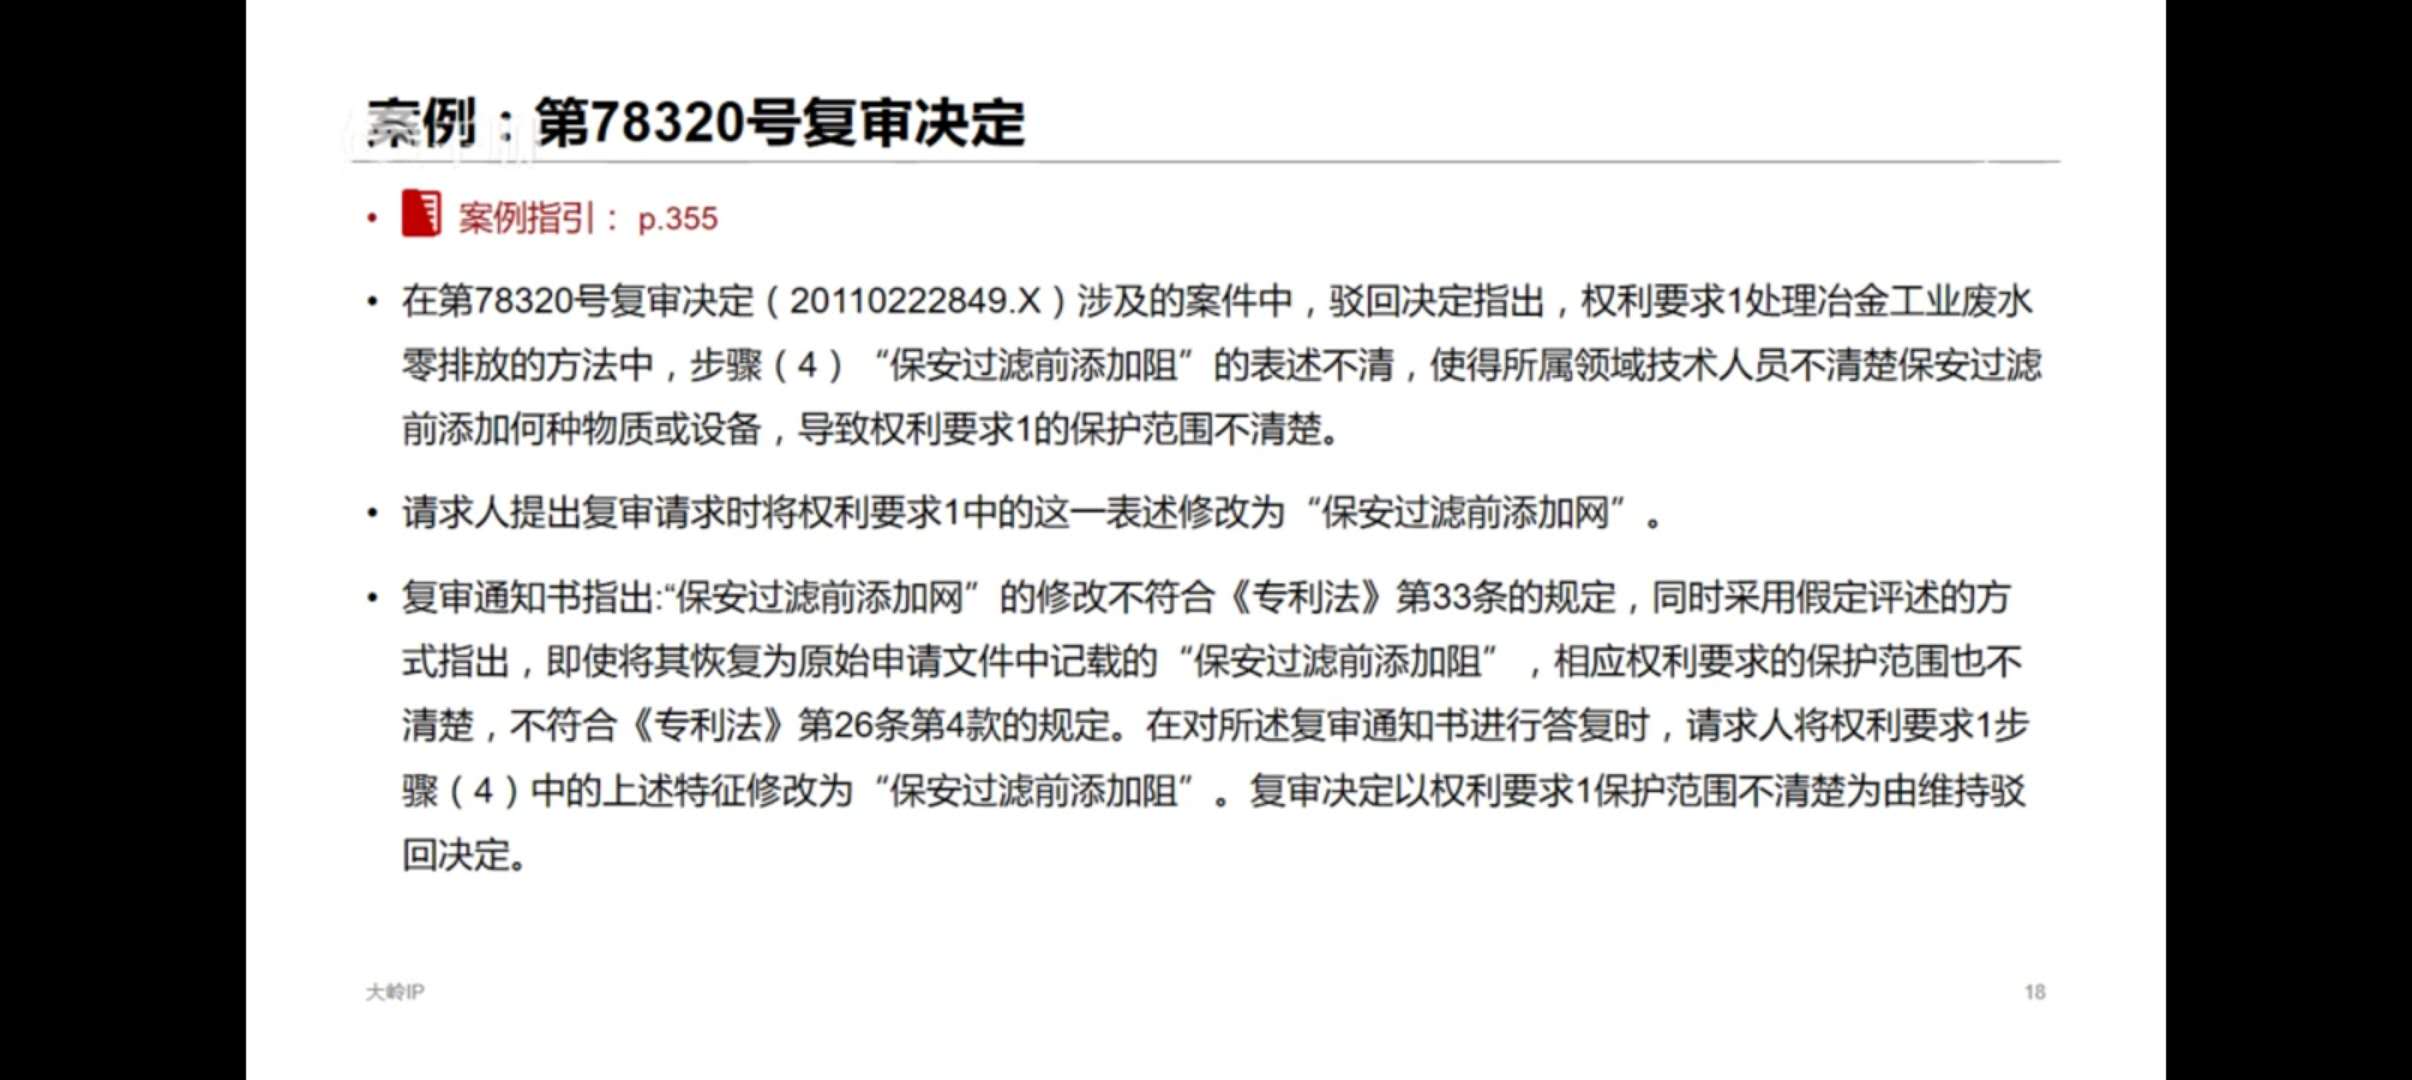 案例：第78320号复审决定
• 案例指引： p.355
• 在第78320号复审决定（20110222849.X）涉及的案件中，驳回决定指出，权利要求1处理冶金工业废水
零排放的方法中，步骤（4）“保安过滤前添加阻”的表述不清，使得所属领域技术人员不清楚保安过滤
前添加何种物质或设备，导致权利要求1的保护范围不清楚。
• 请求人提出复审请求时将权利要求1中的这一表述修改为“保安过滤前添加网”。
• 复审通知书指出:“保安过滤前添加网”的修改不符合《专利法》第33条的规定，同时采用假定评述的方
式指出，即使将其恢复为原始申请文件中记载的“保安过滤前添加阻”，相应权利要求的保护范围也不
清楚，不符合《专利法》第26条第4款的规定。在对所述复审通知书进行答复时，请求人将权利要求1步
骤（4）中的上述特征修改为“保安过滤前添加阻”。复审决定以权利要求1保护范围不清楚为由维持驳
回决定。
大岭IP
18